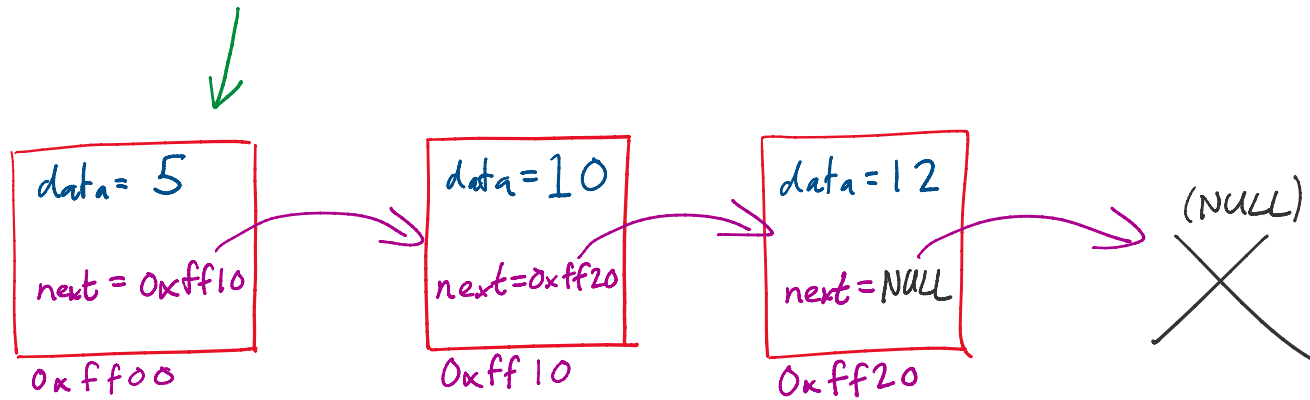 data= 5
next = 0xff10
0xff00
data=10
next=0xff20
0xff10
data=12
next=NULL
0xff20
(NULL)